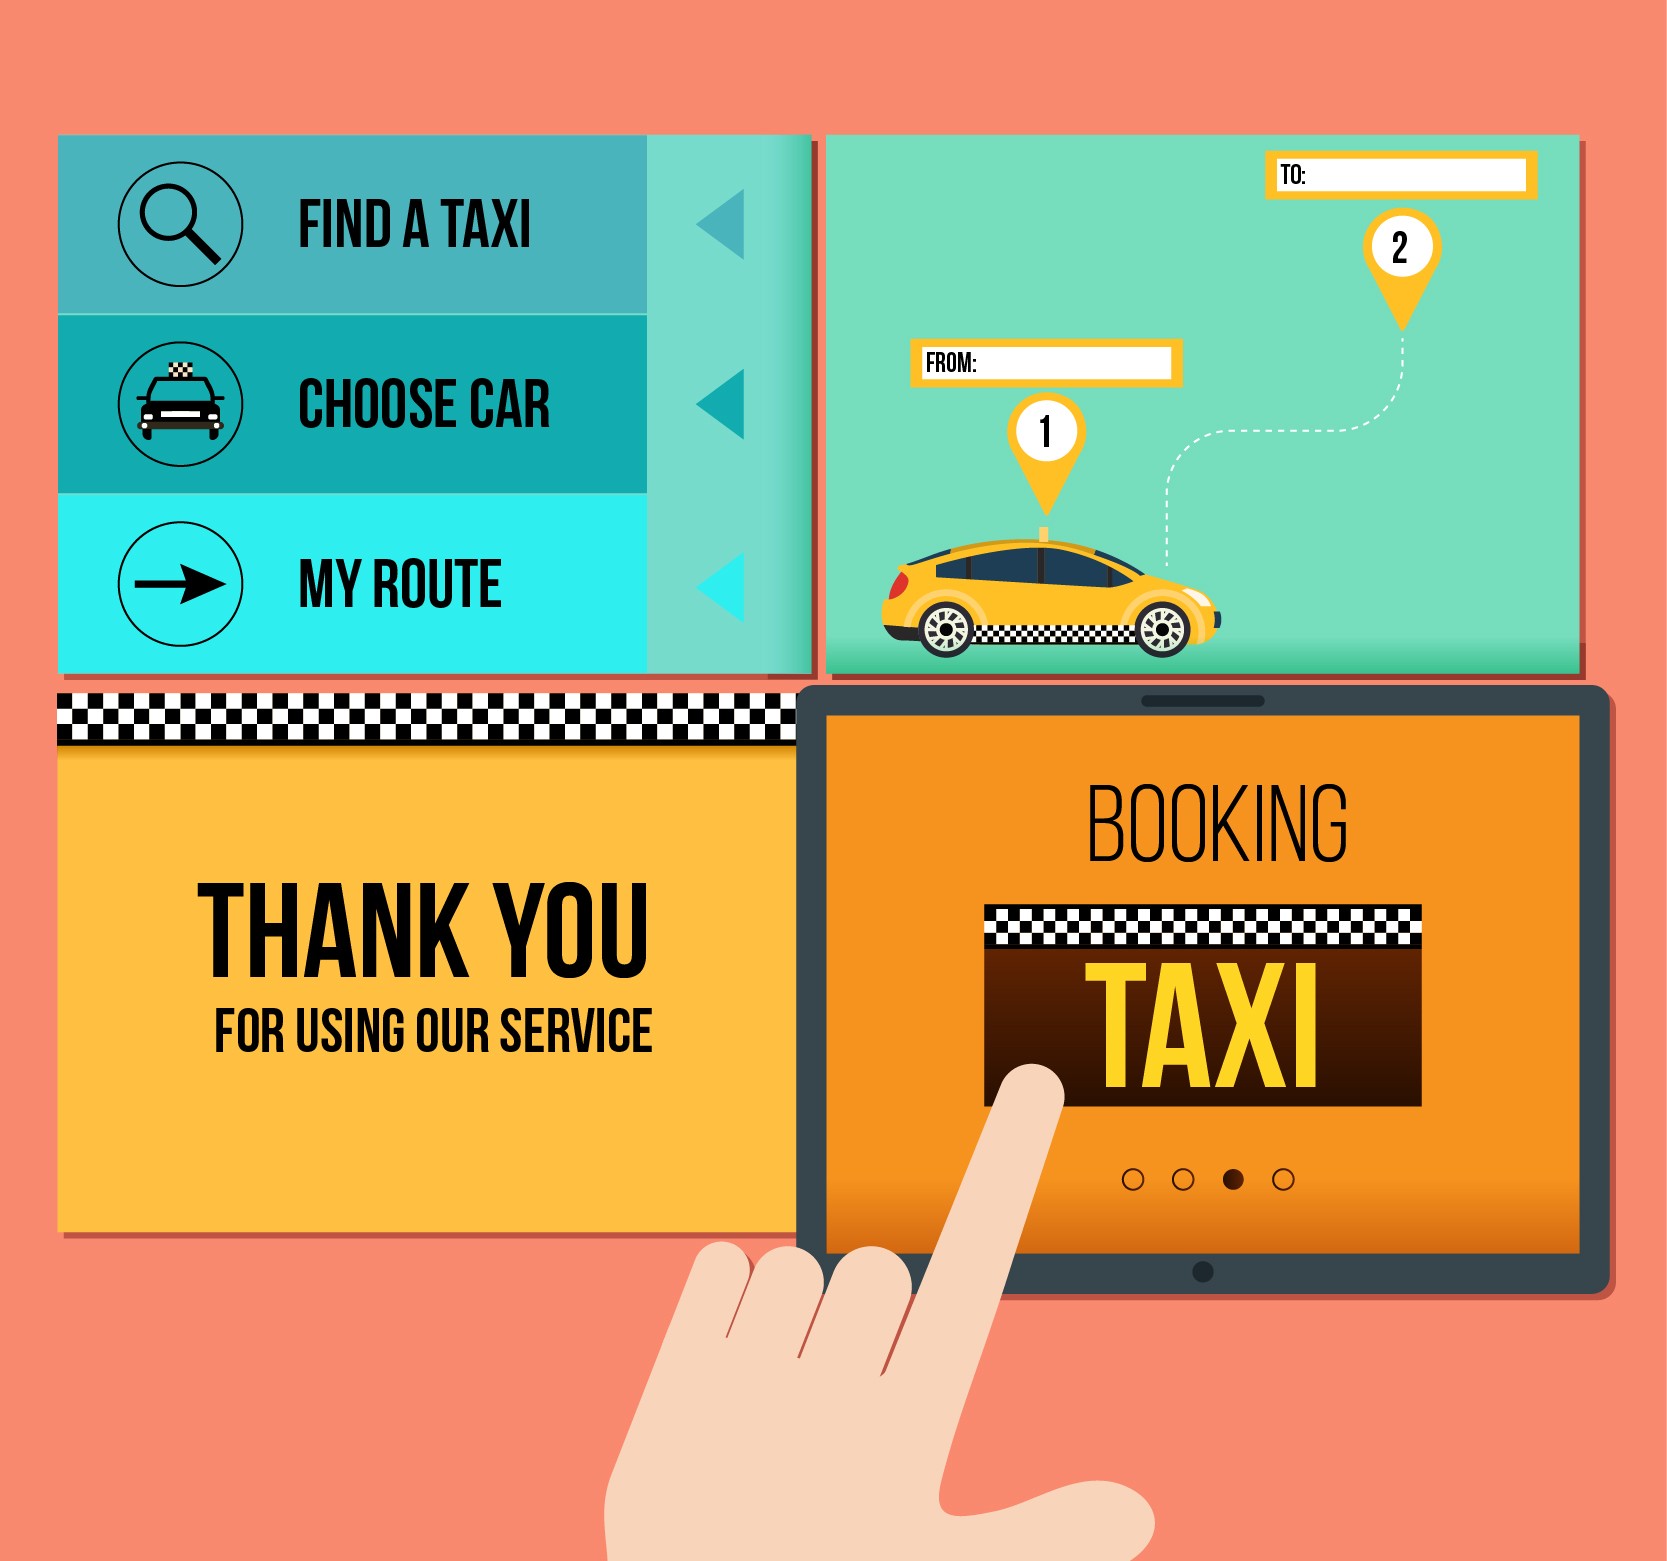 FIND A TAXI
CHOOSE CAR
MY ROUTE
TO:
2
FROM:
1
THANK YOU
FOR USING OUR SERVICE
BOOKING
TAXI